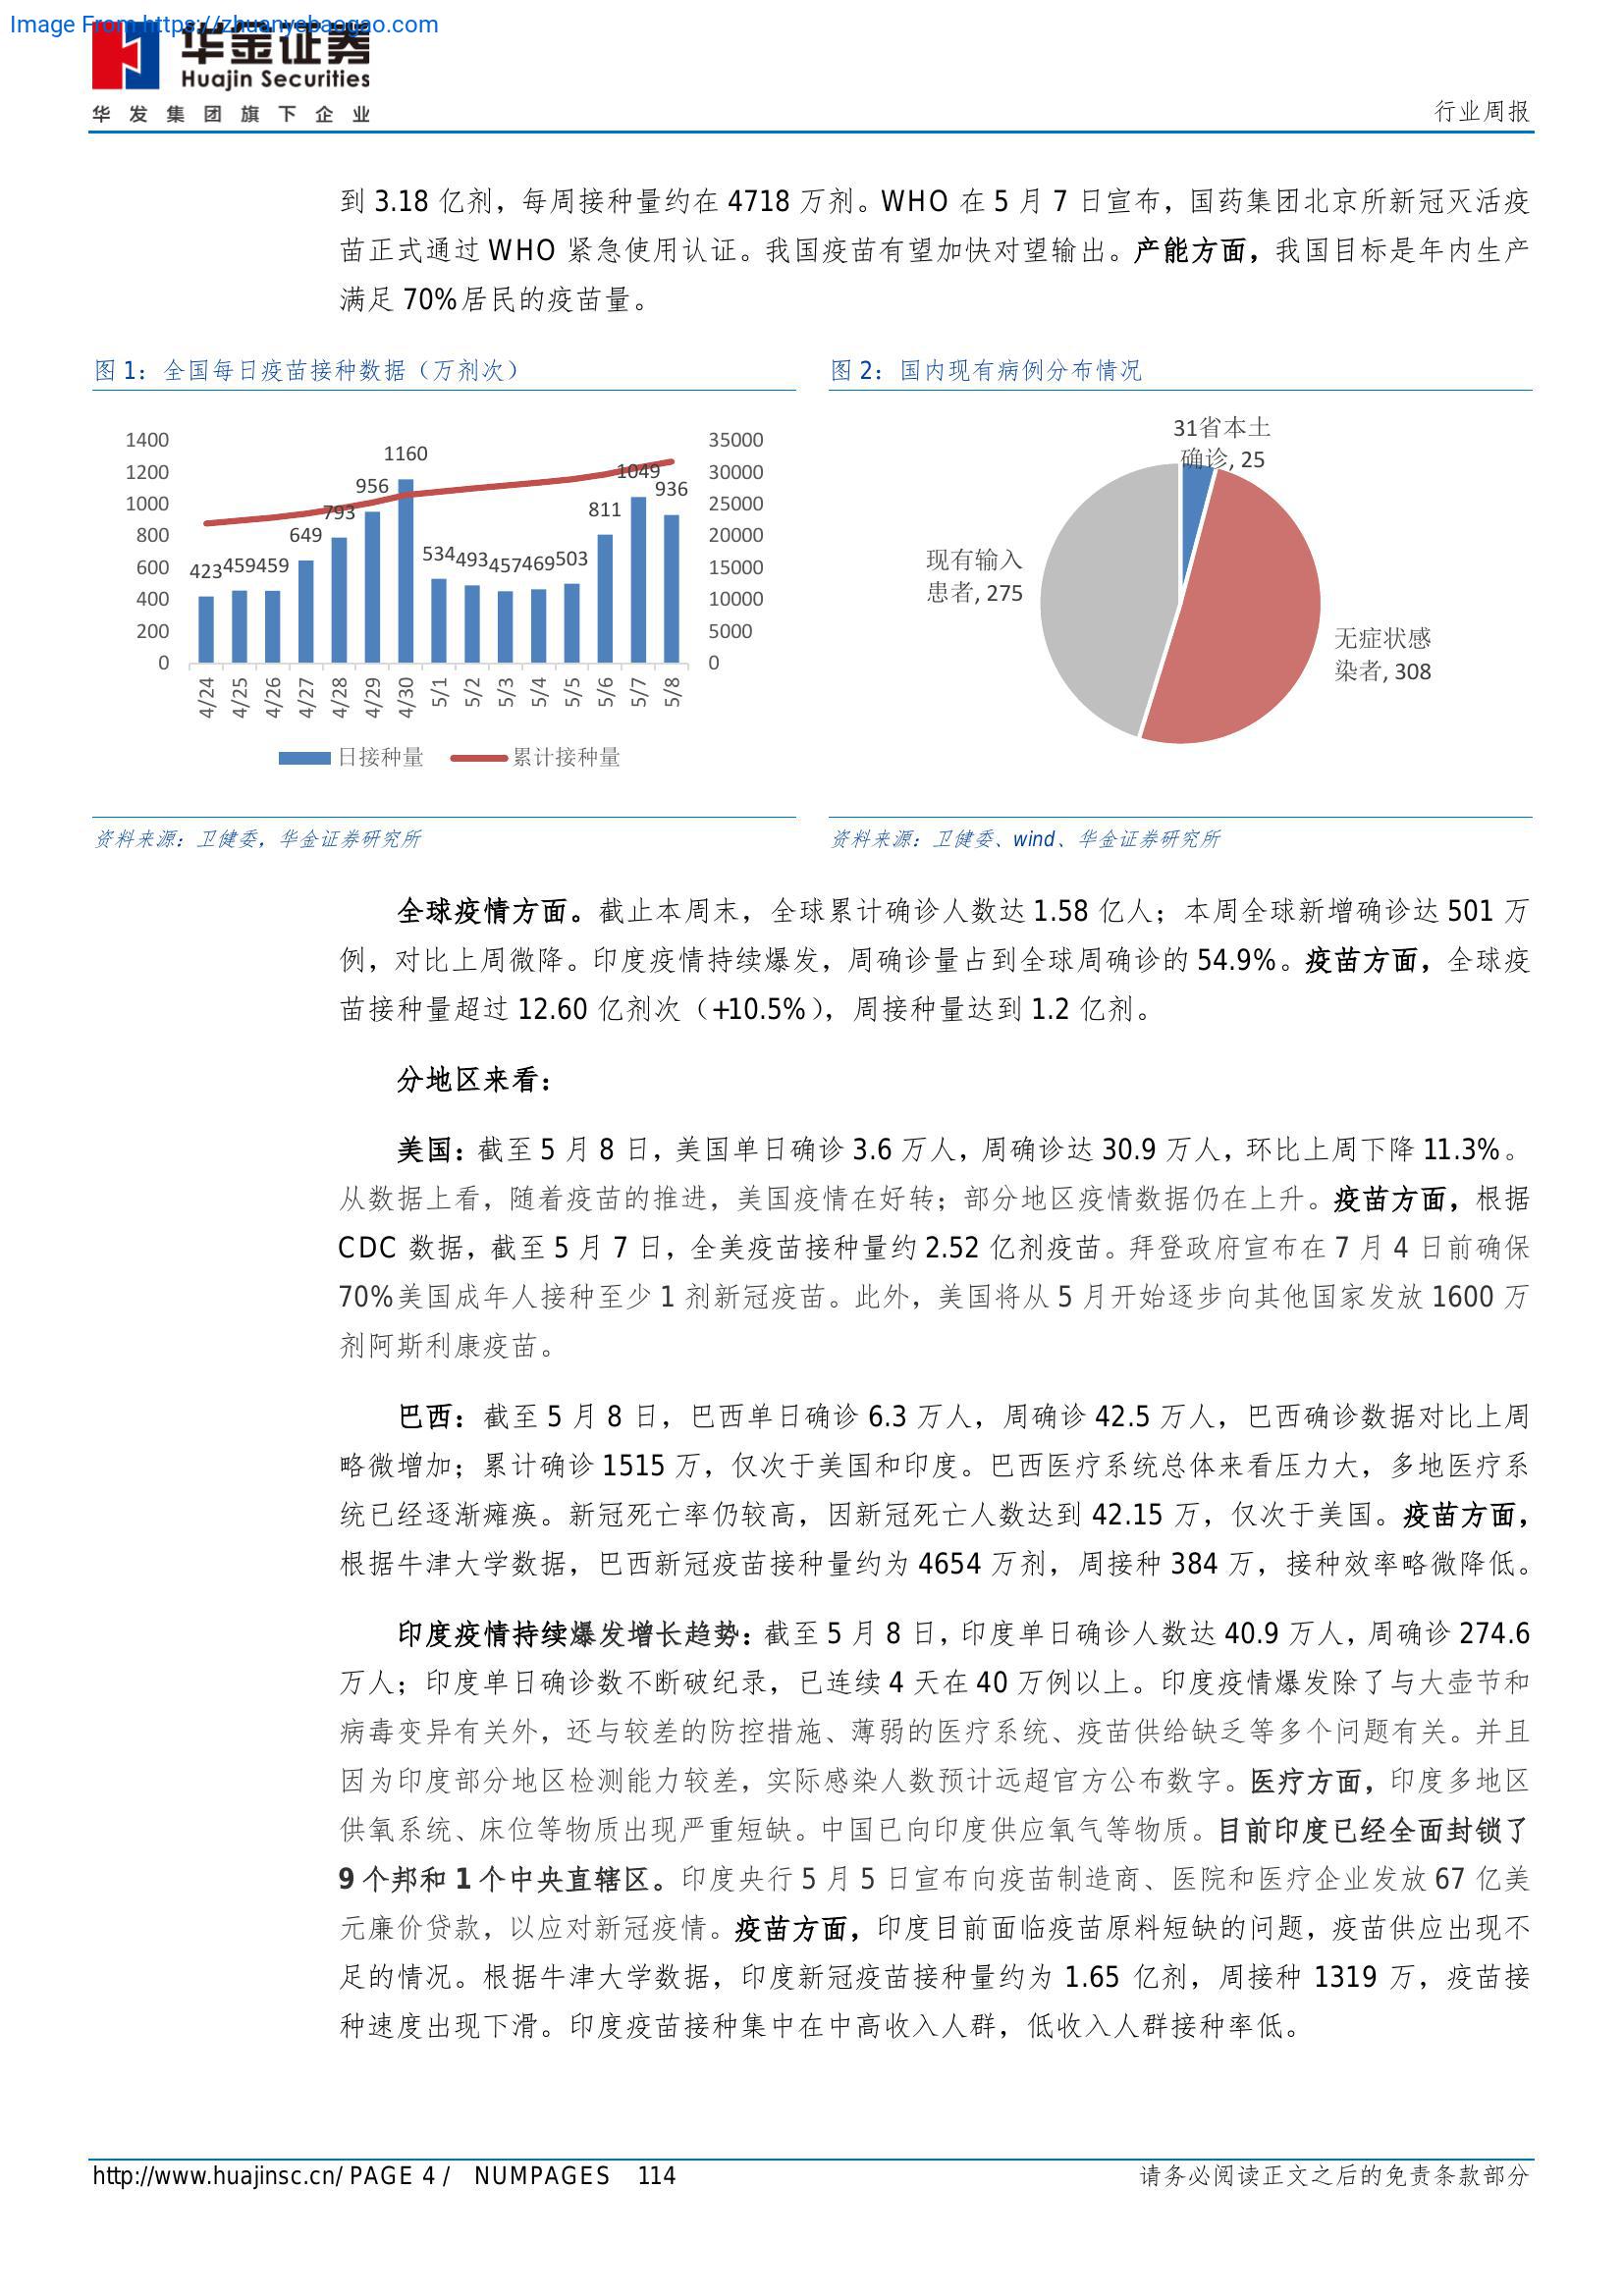 Image From https://zhuanyebaogao.com
华金证券
Huajin Securities
华发集团旗下企业
行业周报
到 3.18 亿剂，每周接种量约在 4718 万剂。WHO 在 5 月 7 日宣布，国药集团北京所新冠灭活疫
苗正式通过 WHO 紧急使用认证。我国疫苗有望加快对望输出。产能方面，我国目标是年内生产
满足 70%居民的疫苗量。
图 1：全国每日疫苗接种数据（万剂次）
1400
1200
1000
800
600
400
200
0
35000
30000
25000
20000
15000
10000
5000
0
423
459
459
649
793
956
1160
534
493
457
469
503
811
1049
936
4/24
4/25
4/26
4/27
4/28
4/29
4/30
5/1
5/2
5/3
5/4
5/5
5/6
5/7
5/8
日接种量
累计接种量
资料来源：卫健委，华金证券研究所
图 2：国内现有病例分布情况
31省本土
确诊, 25
现有输入
患者, 275
无症状感
染者, 308
资料来源：卫健委、wind、华金证券研究所
全球疫情方面。截止本周末，全球累计确诊人数达 1.58 亿人；本周全球新增确诊达 501 万
例，对比上周微降。印度疫情持续爆发，周确诊量占到全球周确诊的 54.9%。疫苗方面，全球疫
苗接种量超过 12.60 亿剂次（+10.5%），周接种量达到 1.2 亿剂。
分地区来看：
美国：截至 5 月 8 日，美国单日确诊 3.6 万人，周确诊达 30.9 万人，环比上周下降 11.3%。
从数据上看，随着疫苗的推进，美国疫情在好转；部分地区疫情数据仍在上升。疫苗方面，根据
CDC 数据，截至 5 月 7 日，全美疫苗接种量约 2.52 亿剂疫苗。拜登政府宣布在 7 月 4 日前确保
70%美国成年人接种至少 1 剂新冠疫苗。此外，美国将从 5 月开始逐步向其他国家发放 1600 万
剂阿斯利康疫苗。
巴西：截至 5 月 8 日，巴西单日确诊 6.3 万人，周确诊 42.5 万人，巴西确诊数据对比上周
略微增加；累计确诊 1515 万，仅次于美国和印度。巴西医疗系统总体来看压力大，多地医疗系
统已经逐渐瘫痪。新冠死亡率仍较高，因新冠死亡人数达到 42.15 万，仅次于美国。疫苗方面，
根据牛津大学数据，巴西新冠疫苗接种量约为 4654 万剂，周接种 384 万，接种效率略微降低。
印度疫情持续爆发增长趋势：截至 5 月 8 日，印度单日确诊人数达 40.9 万人，周确诊 274.6
万人；印度单日确诊数不断破纪录，已连续 4 天在 40 万例以上。印度疫情爆发除了与大壶节和
病毒变异有关外，还与较差的防控措施、薄弱的医疗系统、疫苗供给缺乏等多个问题有关。并且
因为印度部分地区检测能力较差，实际感染人数预计远超官方公布数字。医疗方面，印度多地区
供氧系统、床位等物质出现严重短缺。中国已向印度供应氧气等物质。目前印度已经全面封锁了
9 个邦和 1 个中央直辖区。印度央行 5 月 5 日宣布向疫苗制造商、医院和医疗企业发放 67 亿美
元廉价贷款，以应对新冠疫情。疫苗方面，印度目前面临疫苗原料短缺的问题，疫苗供应出现不
足的情况。根据牛津大学数据，印度新冠疫苗接种量约为 1.65 亿剂，周接种 1319 万，疫苗接
种速度出现下滑。印度疫苗接种集中在中高收入人群，低收入人群接种率低。
http://www.huajinsc.cn/ PAGE 4 / NUMPAGES 114
请务必阅读正文之后的免责条款部分